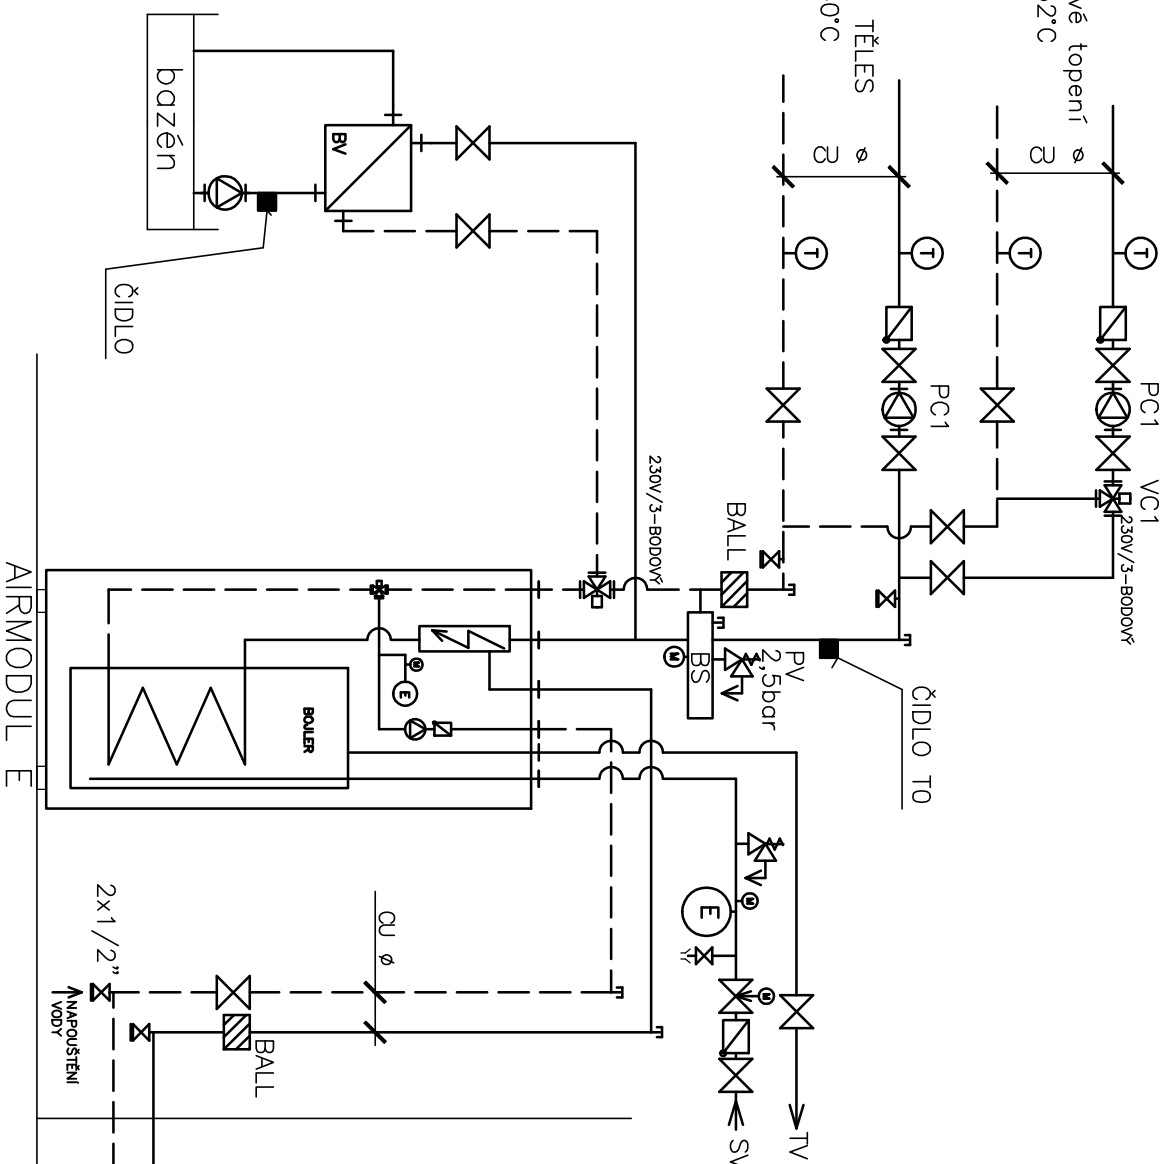 vé topení
52°C
TĚLES
0°C
CU ø
CU ø
T
T
T
T
PC1
PC1
VC1
230V/3-BODOVÝ
bazén
BV
ČIDLO
230V/3-BODOVÝ
BALL
BS
M
PV
2,5bar
ČIDLO TO
AIRMODUL E
BOJLER
M
E
E
M
M
TV
SV
CU ø
2x1/2"
BALL
NAPOUŠTĚNÍ
VODY